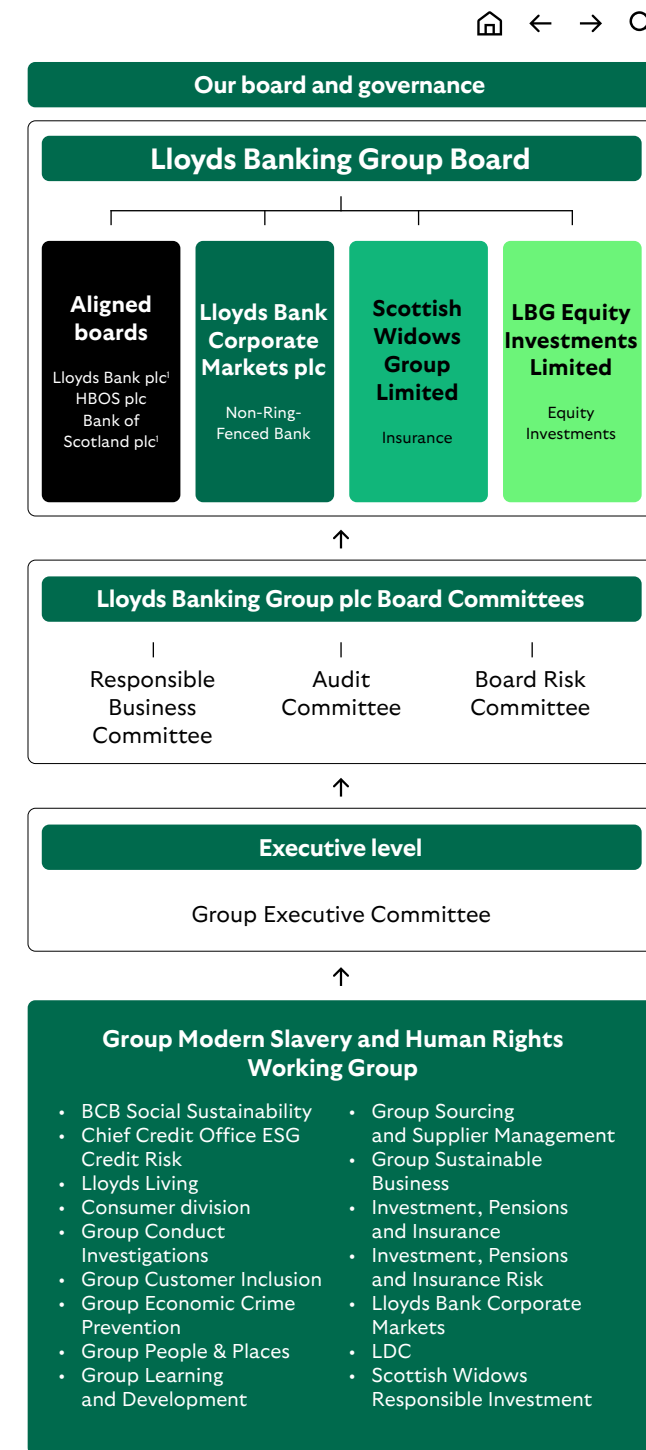 Our board and governance
Lloyds Banking Group Board
Aligned
boards
Lloyds Bank plc¹
HBOS plc
Bank of
Scotland plc¹
Lloyds Bank
Corporate
Markets plc
Non-Ring-
Fenced Bank
Scottish
Widows
Group
Limited
Insurance
LBG Equity
Investments
Limited
Equity
Investments
Lloyds Banking Group plc Board Committees
Responsible
Business
Committee
Audit
Committee
Board Risk
Committee
Executive level
Group Executive Committee
Group Modern Slavery and Human Rights
Working Group
• BCB Social Sustainability
• Chief Credit Office ESG
Credit Risk
• Lloyds Living
• Consumer division
• Group Conduct
Investigations
• Group Customer Inclusion
• Group Economic Crime
Prevention
• Group People & Places
• Group Learning
and Development
• Group Sourcing
and Supplier Management
• Group Sustainable
Business
• Investment, Pensions
and Insurance
• Investment, Pensions
and Insurance Risk
• Lloyds Bank Corporate
Markets
• LDC
• Scottish Widows
Responsible Investment